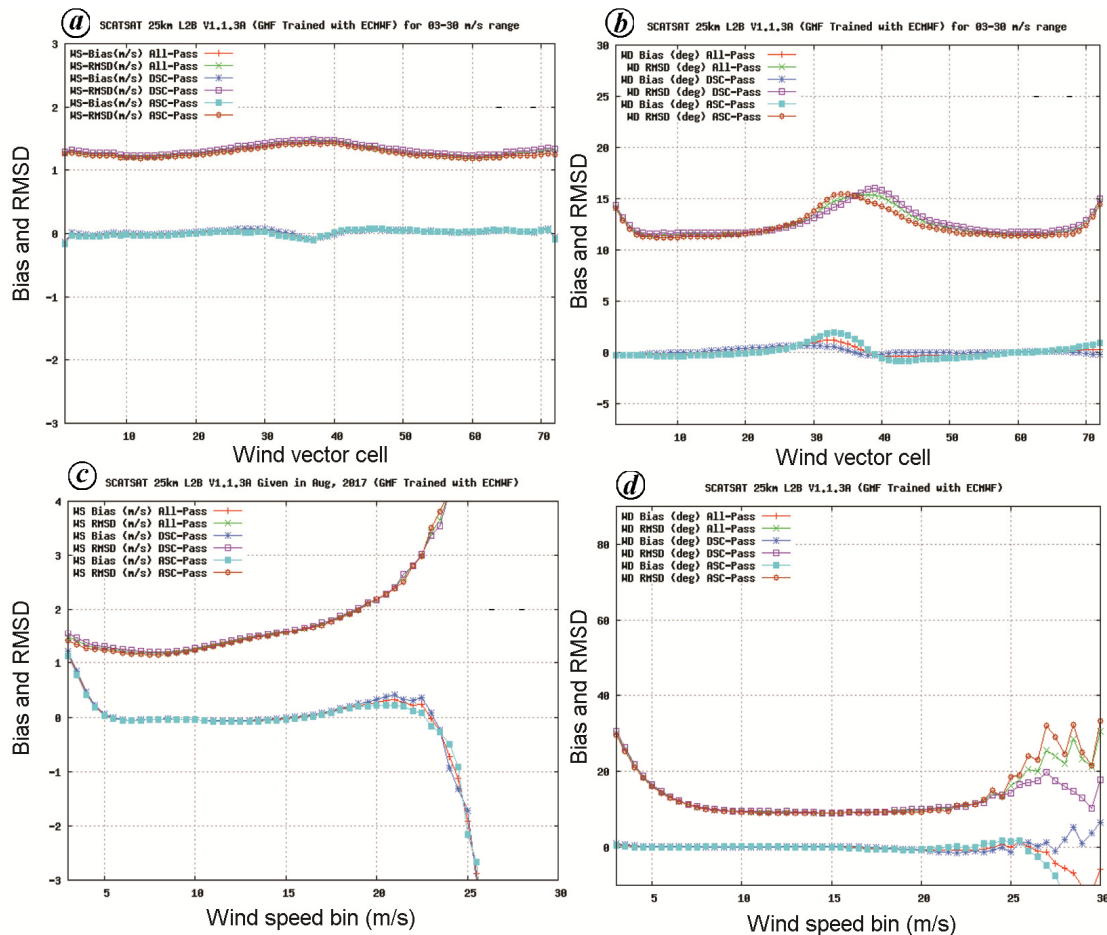 a SCATSAT 25km L2B V1.1.3A (GMF Trained with ECMWF) for 03-30 m/s range
3
2
1
0
-1
-2
-3
WS-Bias(m/s) All-Pass
WS-RMSD(m/s) All-Pass
WS-Bias(m/s) DSC-Pass
WS-RMSD(m/s) DSC-Pass
WS-Bias(m/s) ASC-Pass
WS-RMSD(m/s) ASC-Pass
Bias and RMSD
10 20 30 40 50 60 70
Wind vector cell
b SCATSAT 25km L2B V1.1.3A (GMF Trained with ECMWF) for 03-30 m/s range
30
25
20
15
10
5
0
-5
WD Bias (deg) All-Pass
WD RMSD (deg) All-Pass
WD Bias (deg) DSC-Pass
WD RMSD (deg) DSC-Pass
WD Bias (deg) ASC-Pass
WD RMSD (deg) ASC-Pass
Bias and RMSD
10 20 30 40 50 60 70
Wind vector cell
c SCATSAT 25km L2B V1.1.3A Given in Aug, 2017 (GMF Trained with ECMWF)
4
3
2
1
0
-1
-2
-3
WS Bias (m/s) All-Pass
WS RMSD (m/s) All-Pass
WS Bias (m/s) DSC-Pass
WS RMSD (m/s) DSC-Pass
WS Bias (m/s) ASC-Pass
WS RMSD (m/s) ASC-Pass
Bias and RMSD
5 10 15 20 25 30
Wind speed bin (m/s)
d SCATSAT 25km L2B V1.1.3A (GMF Trained with ECMWF)
80
60
40
20
0
WD Bias (deg) All-Pass
WD RMSD (deg) All-Pass
WD Bias (deg) DSC-Pass
WD RMSD (deg) DSC-Pass
WD Bias (deg) ASC-Pass
WD RMSD (deg) ASC-Pass
Bias and RMSD
5 10 15 20 25 30
Wind speed bin (m/s)